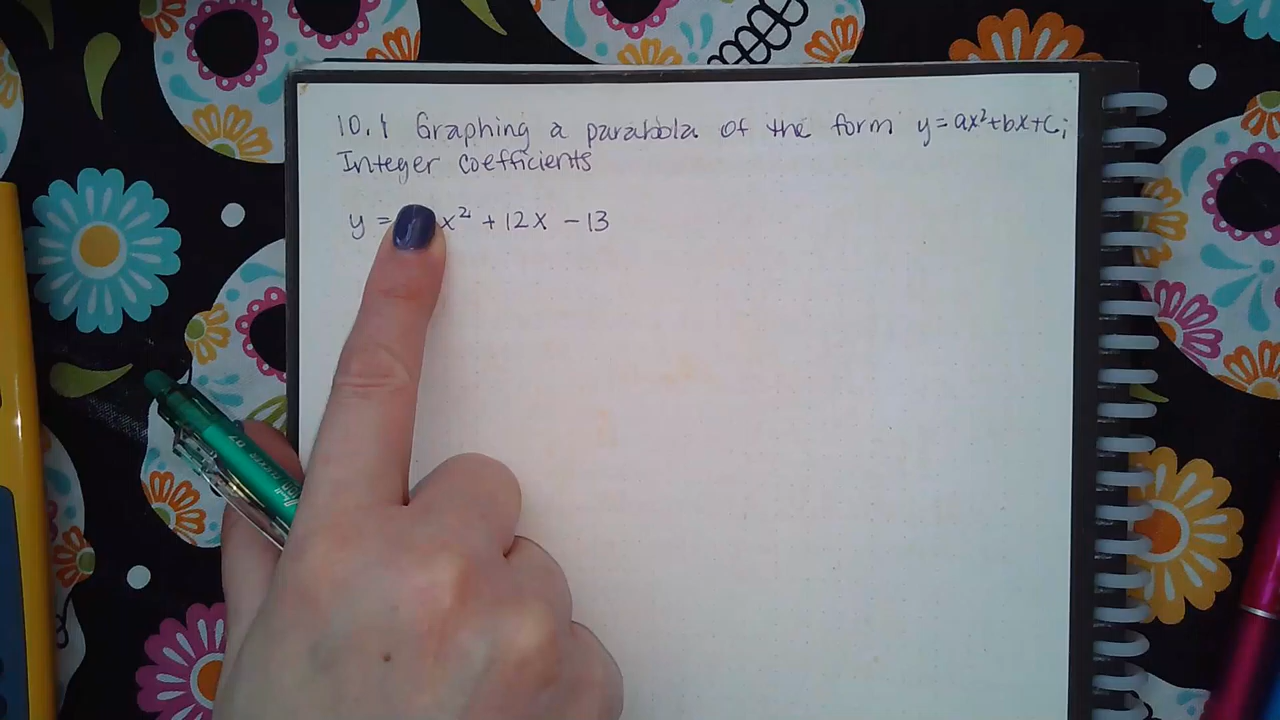 10.1 Graphing a parabola of the form y=ax²+bx+c;
Integer coefficients
y = x² +12x -13